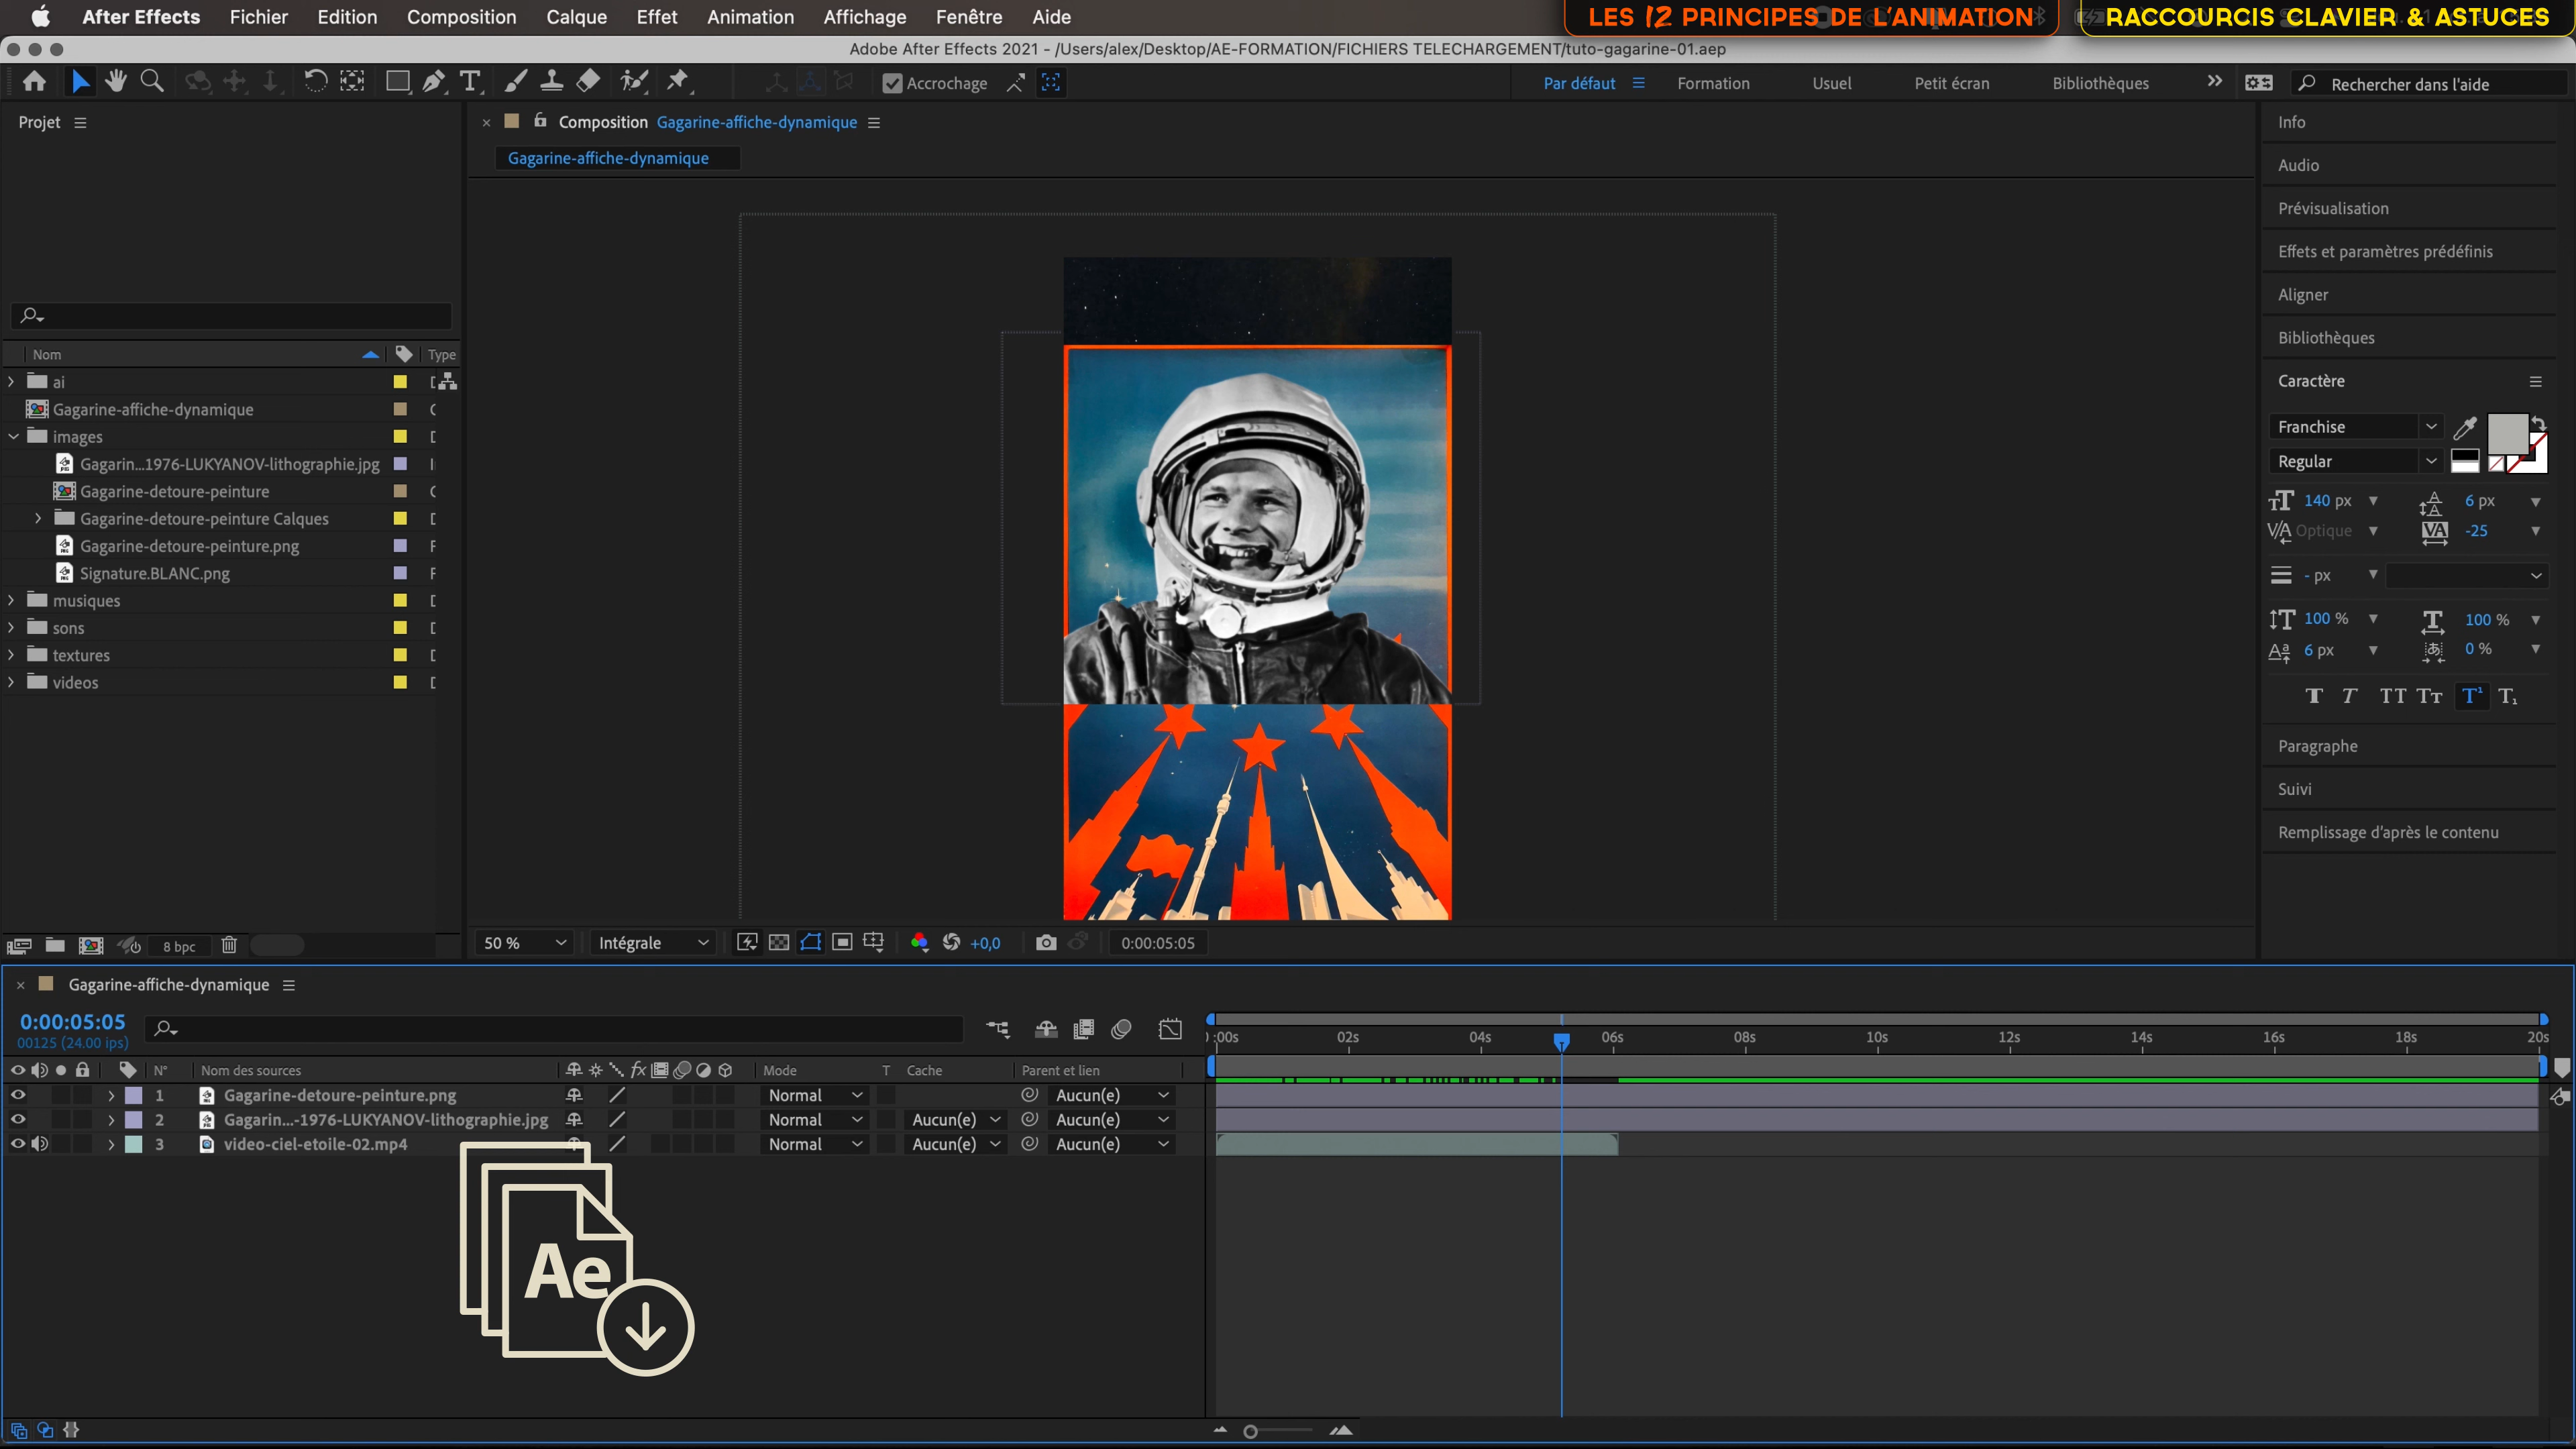 After Effects Fichier Edition Composition Calque Effet Animation Affichage Fenêtre Aide
LES 12 PRINCIPES DE L'ANIMATION
RACCOURCIS CLAVIER & ASTUCES
Adobe After Effects 2021 - /Users/alex/Desktop/AE-FORMATION/FICHIERS TELECHARGEMENT/tuto-gagarine-01.aep
Accrochage
Par défaut Formation Usuel Petit écran Bibliothèques
Rechercher dans l'aide
Projet
Nom Type
ai
Gagarine-affiche-dynamique
images
Gagarin...1976-LUKYANOV-lithographie.jpg
Gagarine-detoure-peinture
Gagarine-detoure-peinture Calques
Gagarine-detoure-peinture.png
Signature.BLANC.png
musiques
sons
textures
videos
8 bpc
Composition Gagarine-affiche-dynamique
Gagarine-affiche-dynamique
50 % Intégrale +0,0 0:00:05:05
Info
Audio
Prévisualisation
Effets et paramètres prédéfinis
Aligner
Bibliothèques
Caractère
Franchise
Regular
140 px 6 px
Optique -25
- px
100 % 100 %
6 px 0 %
Paragraphe
Suivi
Remplissage d'après le contenu
Gagarine-affiche-dynamique
0:00:05:05
00125 (24.00 ips)
:00s 02s 04s 06s 08s 10s 12s 14s 16s 18s 20s
N° Nom des sources Mode T Cache Parent et lien
1 Gagarine-detoure-peinture.png Normal Aucun(e)
2 Gagarin...-1976-LUKYANOV-lithographie.jpg Normal Aucun(e) Aucun(e)
3 video-ciel-etoile-02.mp4 Normal Aucun(e) Aucun(e)
Ae